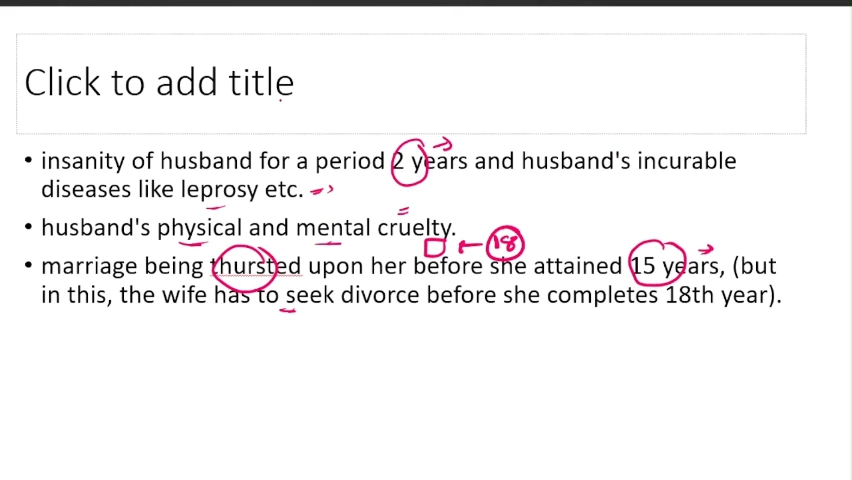 Click to add title
• insanity of husband for a period 2 years and husband's incurable
diseases like leprosy etc.
• husband's physical and mental cruelty.
18
• marriage being thursted upon her before she attained 15 years, (but
in this, the wife has to seek divorce before she completes 18th year).